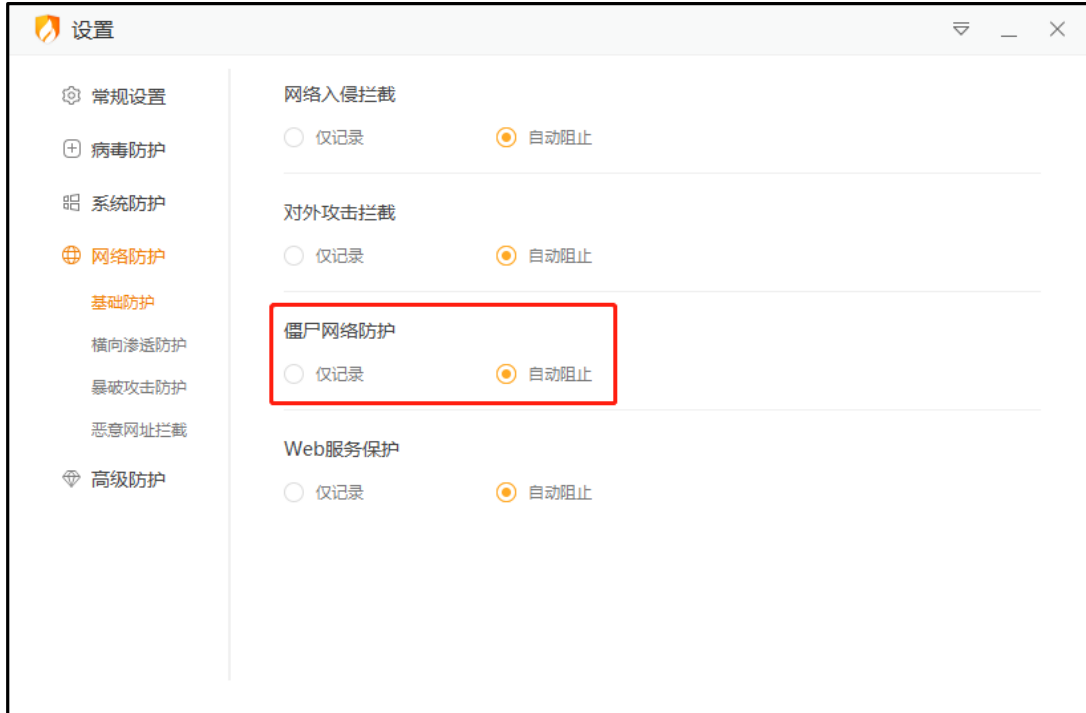 设置
常规设置
病毒防护
系统防护
网络防护
基础防护
横向渗透防护
暴破攻击防护
恶意网址拦截
高级防护
网络入侵拦截
仅记录 自动阻止
对外攻击拦截
仅记录 自动阻止
僵尸网络防护
仅记录 自动阻止
Web服务保护
仅记录 自动阻止